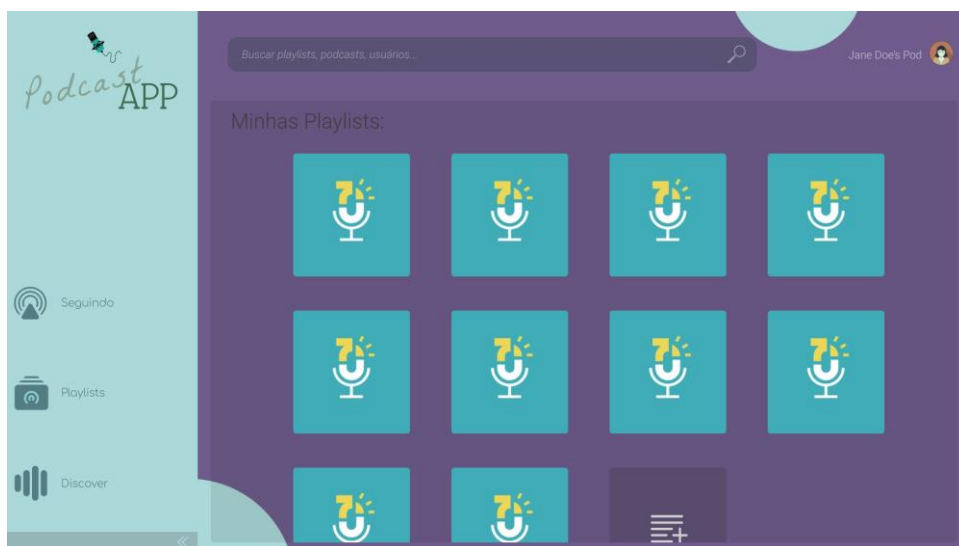 Podcast
APP
Buscar playlists, podcasts, usuários...
Jane Doe's Pod
Minhas Playlists:
Seguindo
Playlists
Discover